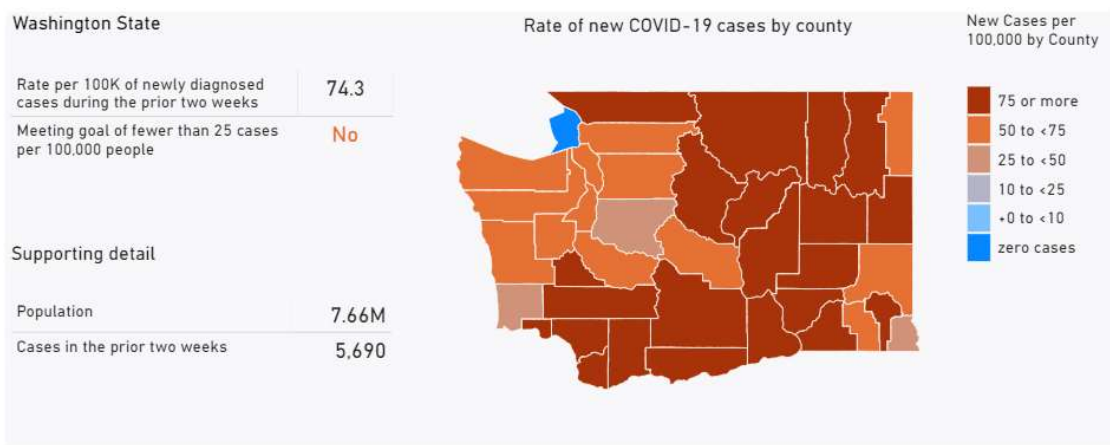 Washington State
Rate per 100K of newly diagnosed
cases during the prior two weeks
74.3
Meeting goal of fewer than 25 cases
per 100,000 people
No
Supporting detail
Population
7.66M
Cases in the prior two weeks
5,690
Rate of new COVID-19 cases by county
New Cases per
100,000 by County
75 or more
50 to <75
25 to <50
10 to <25
+0 to <10
zero cases